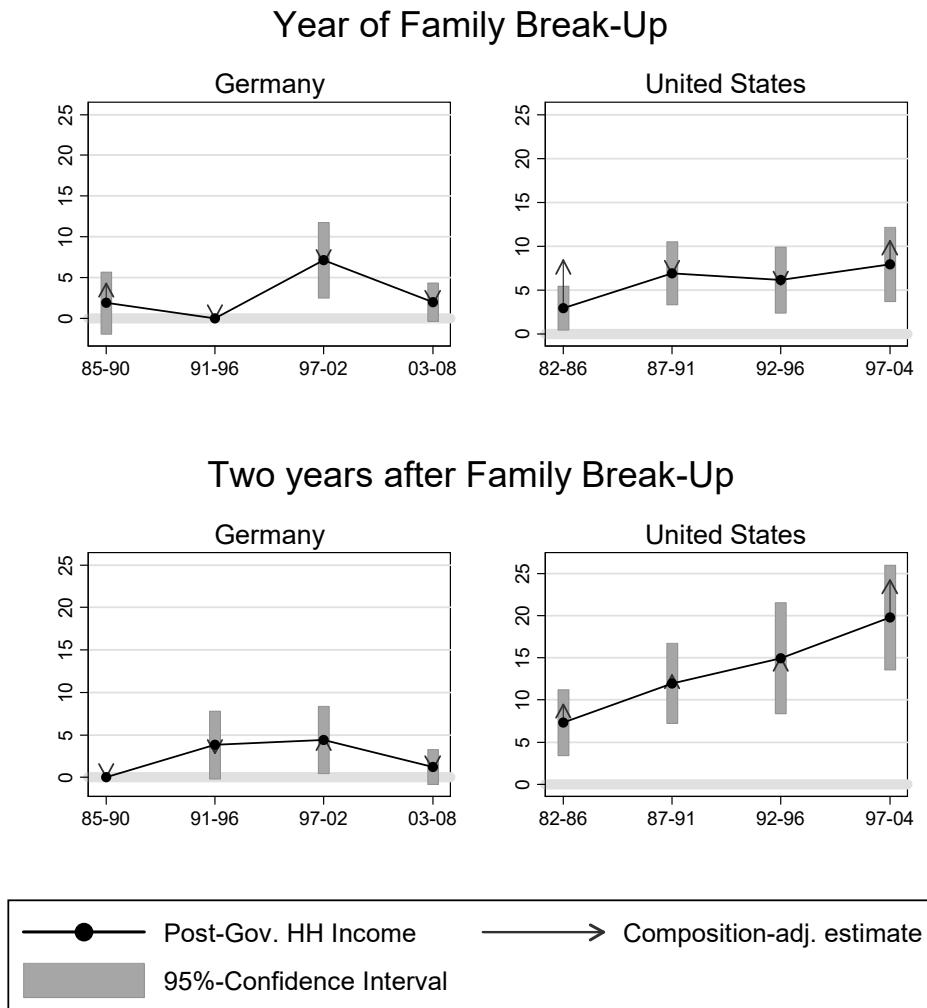 Year of Family Break-Up
Germany
United States
25
20
15
10
5
0
85-90 91-96 97-02 03-08
25
20
15
10
5
0
82-86 87-91 92-96 97-04
Two years after Family Break-Up
Germany
United States
25
20
15
10
5
0
85-90 91-96 97-02 03-08
25
20
15
10
5
0
82-86 87-91 92-96 97-04
Post-Gov. HH Income
Composition-adj. estimate
95%-Confidence Interval